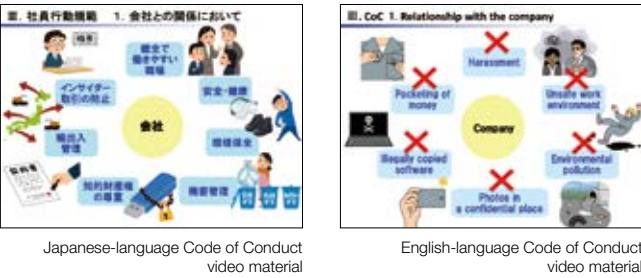 III. 社員行動規範 1. 会社との関係において
健全で
働きやすい
職場
インサイダー
取引の防止
安全・健康
会社
輸出入
管理
環境保全
知的財産権
の尊重
機密管理
Japanese-language Code of Conduct
video material
III. CoC 1. Relationship with the company
Harassment
Pocketing of
money
Unsafe work
environment
Company
Illegally copied
software
Environmental
pollution
Photos in
a confidential place
English-language Code of Conduct
video material